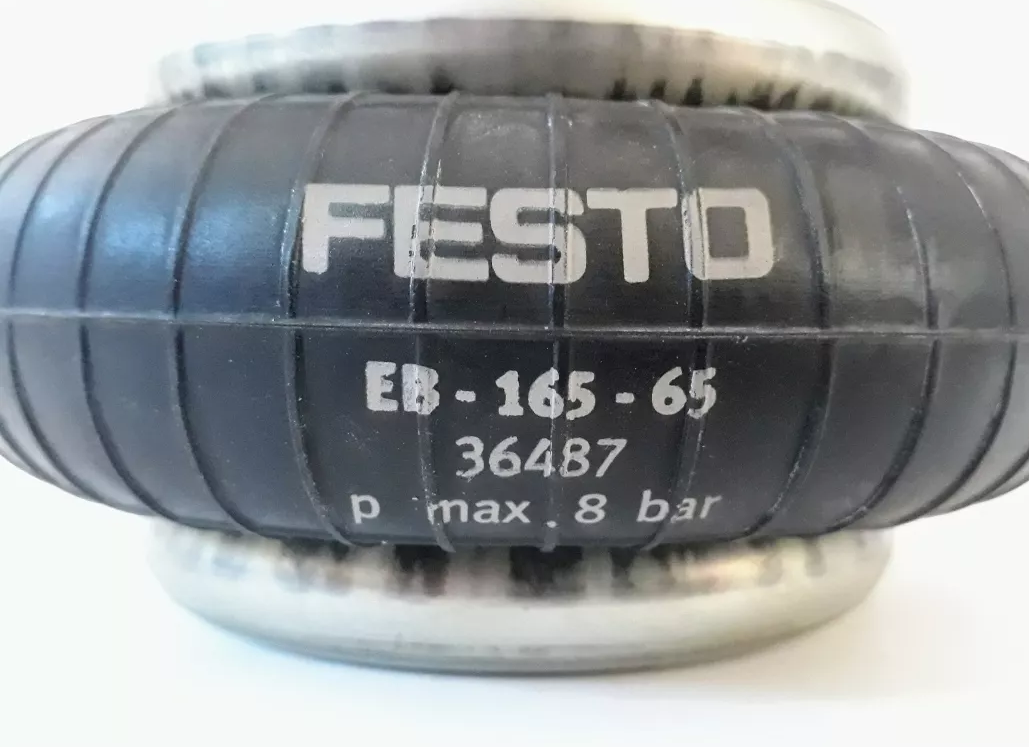 FESTO
EB - 165 - 65
36487
p max . 8 bar